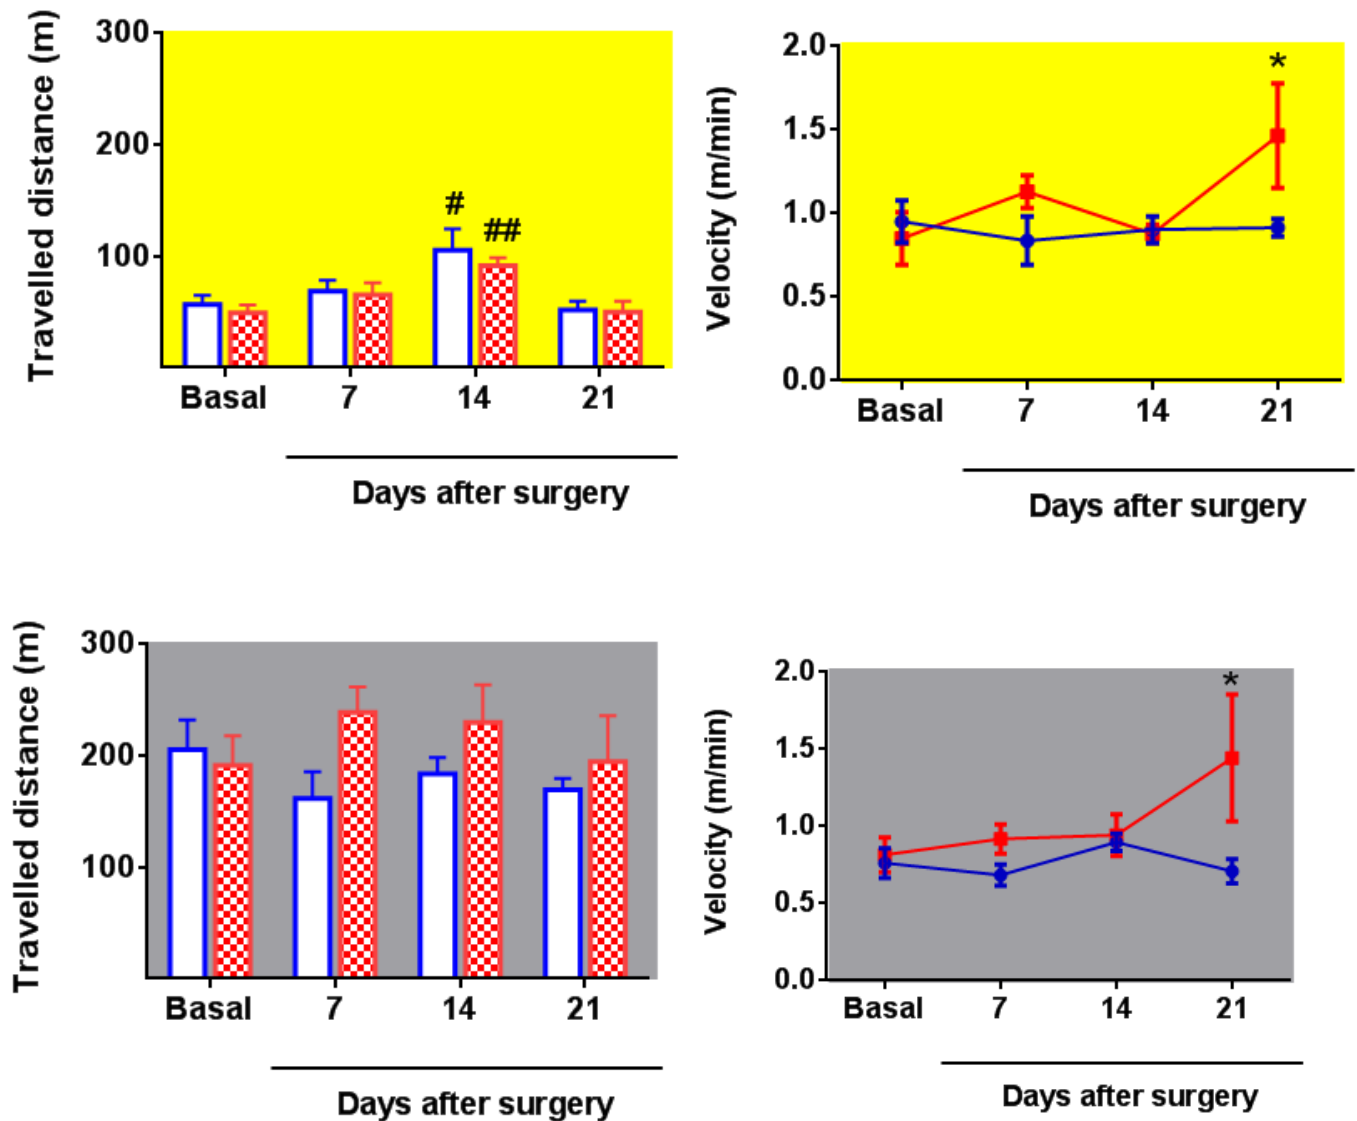 Travelled distance (m)
300
200
100
#
##
Basal 7 14 21
Days after surgery
Velocity (m/min)
2.0
1.5
1.0
0.5
0.0
*
Basal 7 14 21
Days after surgery
Travelled distance (m)
300
200
100
Basal 7 14 21
Days after surgery
Velocity (m/min)
2.0
1.5
1.0
0.5
0.0
*
Basal 7 14 21
Days after surgery